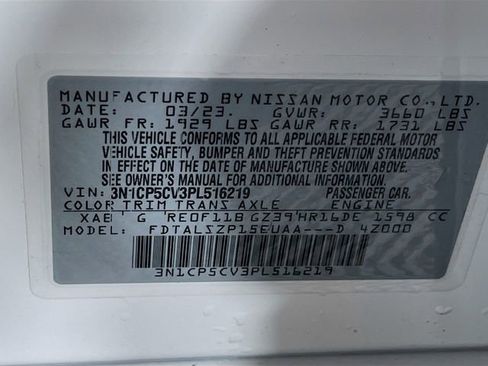 MANUFACTURED BY NISSAN MOTOR CO., LTD.
DATE: 03/23. GVWR: 3660 LBS
GAWR FR: 1929 LBS GAWR RR: 1731 LBS
THIS VEHICLE CONFORMS TO ALL APPLICABLE FEDERAL MOTOR
VEHICLE SAFETY, BUMPER AND THEFT PREVENTION STANDARDS
IN EFFECT ON THE DATE OF MANUFACTURE SHOWN ABOVE.
SEE OWNER'S MANUAL FOR ADDITIONAL INFORMATION.
VIN: 3N1CP5CV3PL516219 PASSENGER CAR.
COLOR TRIM TRANS AXLE ENGINE
XAB G RE0F11B GZ39 HR16DE 1598 CC
MODEL: FDTALSZP15EUAA---D 4Z000
3N1CP5CV3PL516219